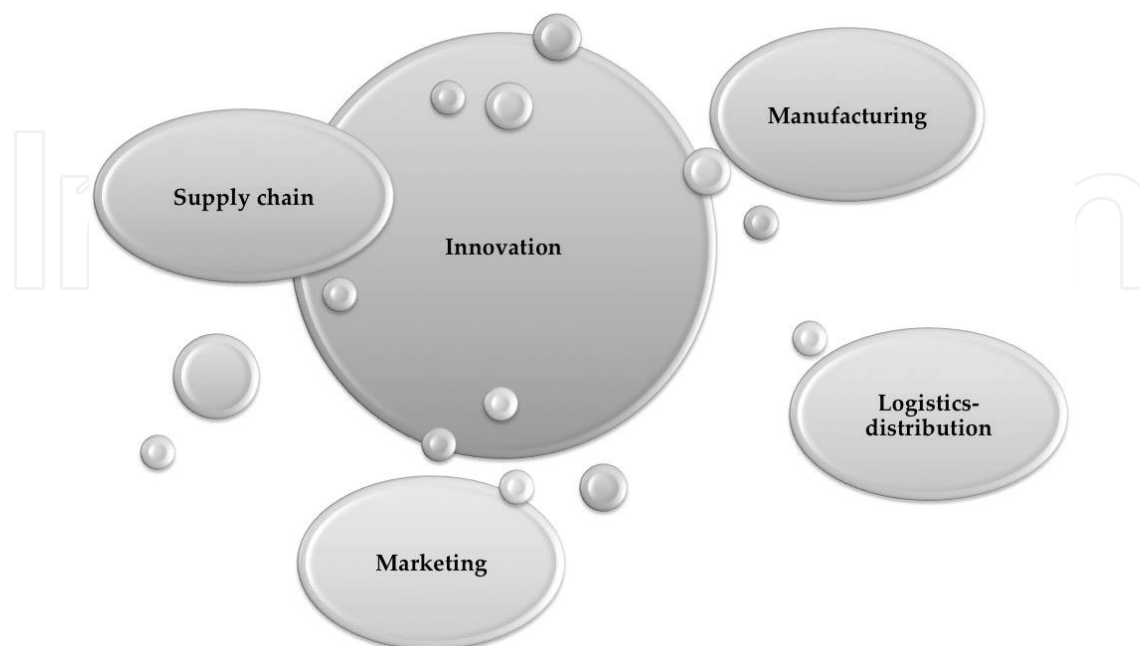 Manufacturing
Supply chain
Innovation
Logistics-
distribution
Marketing